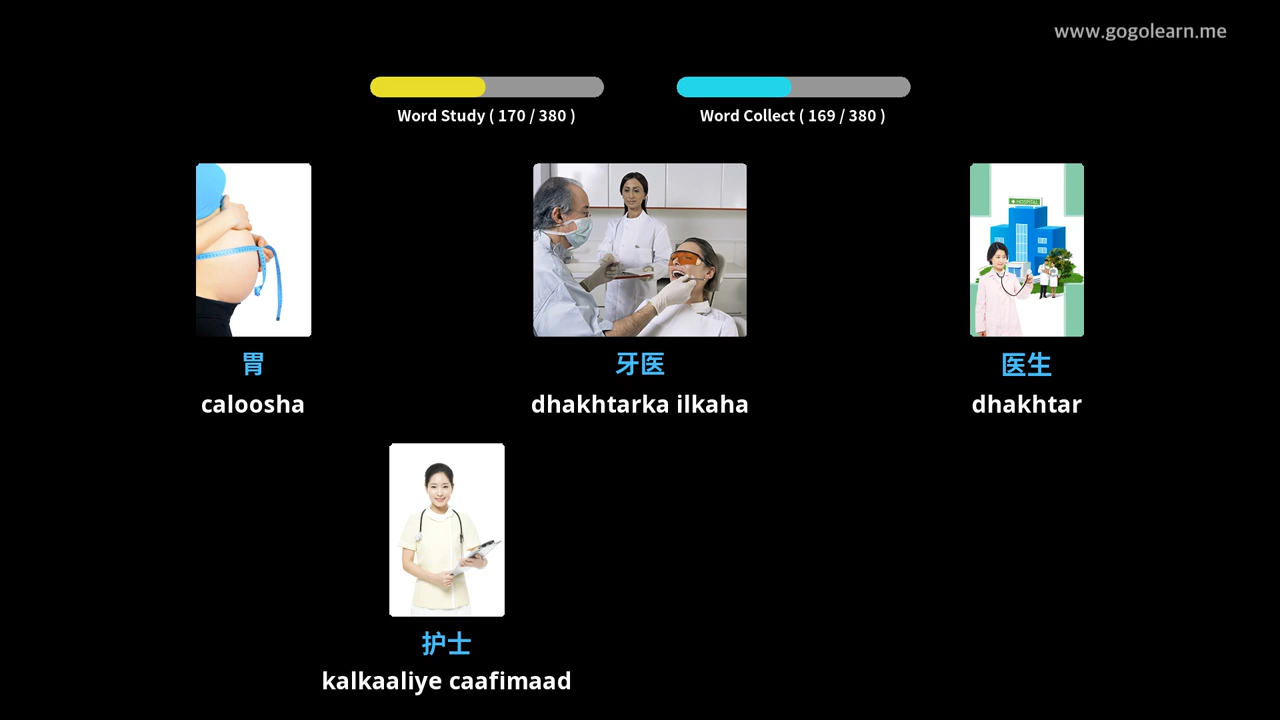 www.gogolearn.me
Word Study ( 170 / 380 )
Word Collect ( 169 / 380 )
HOSPITAL
胃
牙医
医生
caloosha
dhakhtarka ilkaha
dhakhtar
护士
kalkaaliye caafimaad